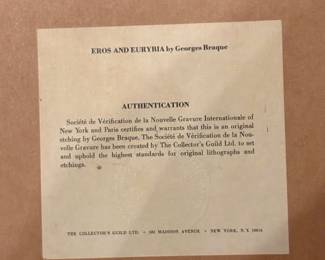 EROS AND EURYBIA by Georges Braque
AUTHENTICATION
Société de Vérification de la Nouvelle Gravure Internationale of
New York and Paris certifies and warrants that this is an original
etching by Georges Braque. The Société de Vérification de la Nou-
velle Gravure has been created by The Collector's Guild Ltd. to set
and uphold the highest standards for original lithographs and
etchings.
THE COLLECTOR'S GUILD LTD. • MADISON AVENUE • NEW YORK, N.Y. 10016